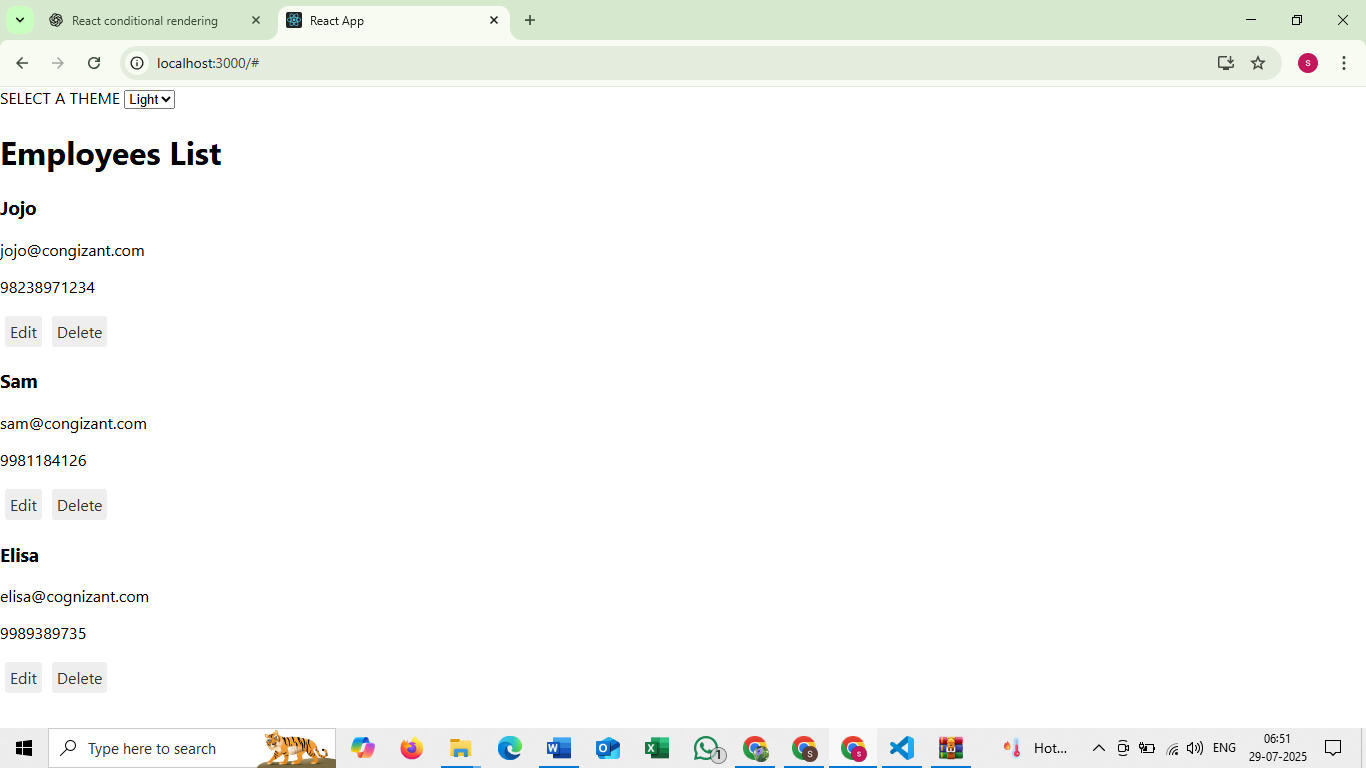 React conditional rendering
React App
localhost:3000/#
s
SELECT A THEME Light
Employees List
Jojo
jojo@congizant.com
98238971234
Edit Delete
Sam
sam@congizant.com
9981184126
Edit Delete
Elisa
elisa@cognizant.com
9989389735
Edit Delete
Type here to search
1
S
s
Hot...
ENG
06:51
29-07-2025